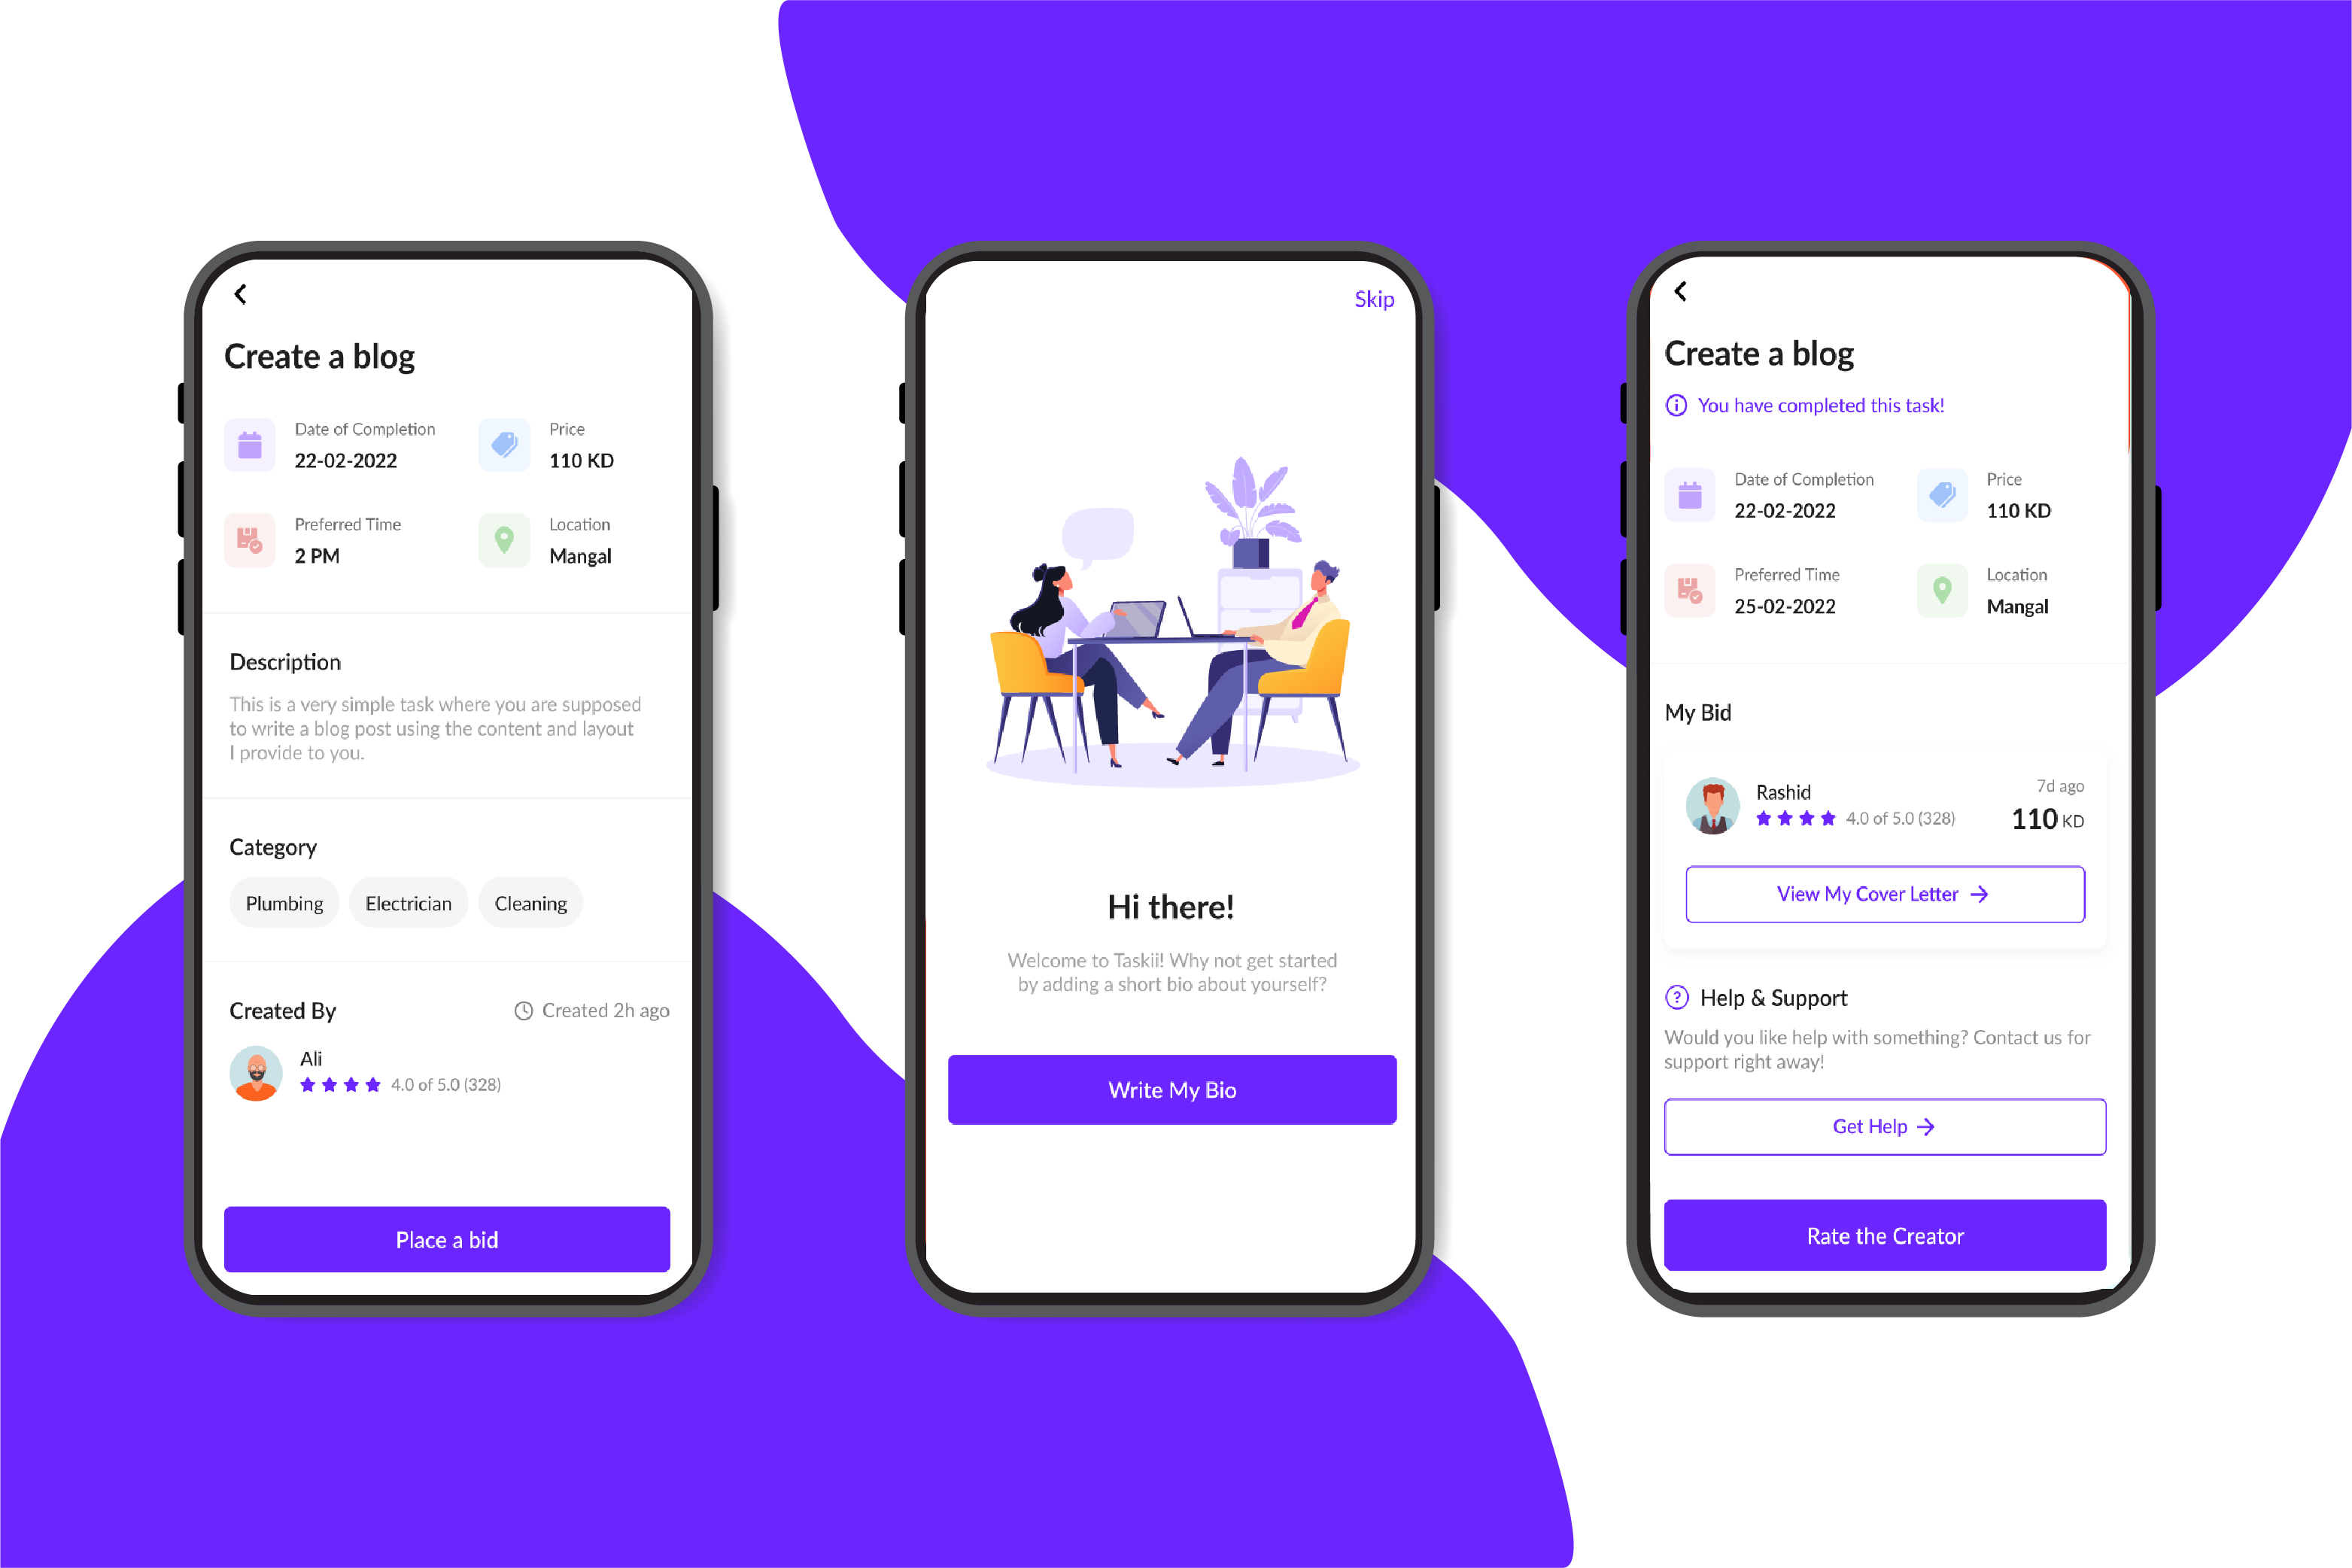 Create a blog
Date of Completion
22-02-2022
Price
110 KD
Preferred Time
2 PM
Location
Mangal
Description
This is a very simple task where you are supposed
to write a blog post using the content and layout
I provide to you.
Category
Plumbing
Electrician
Cleaning
Created By
Created 2h ago
Ali
4.0 of 5.0 (328)
Place a bid
Skip
Hi there!
Welcome to Taskii! Why not get started
by adding a short bio about yourself?
Write My Bio
Create a blog
You have completed this task!
Date of Completion
22-02-2022
Price
110 KD
Preferred Time
25-02-2022
Location
Mangal
My Bid
Rashid
4.0 of 5.0 (328)
7d ago
110 KD
View My Cover Letter
Help & Support
Would you like help with something? Contact us for
support right away!
Get Help
Rate the Creator